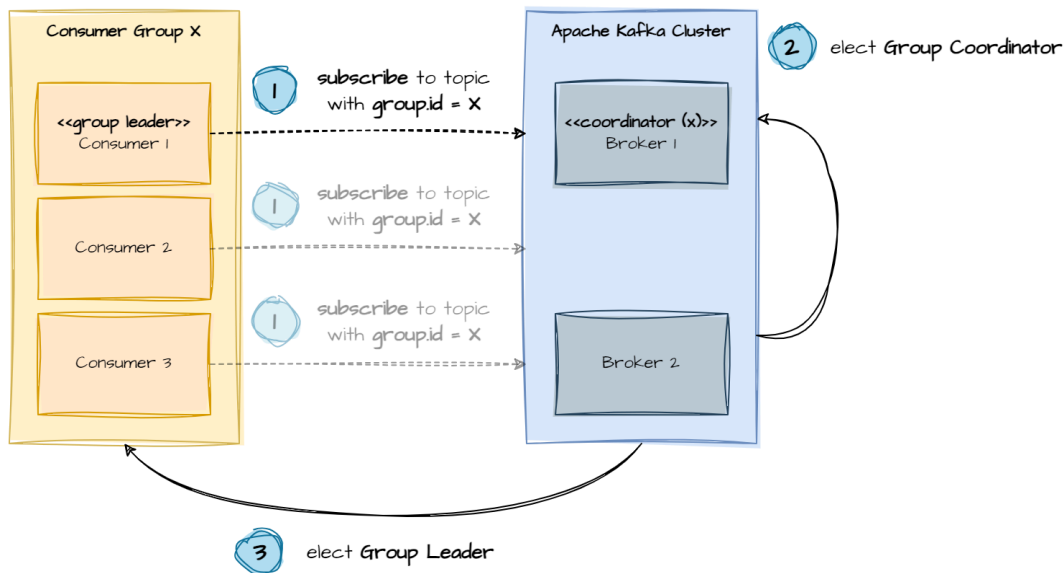 Consumer Group X
Apache Kafka Cluster
2 elect Group Coordinator
1 subscribe to topic
with group.id = X
<<group leader>>
Consumer 1
<<coordinator (x)>>
Broker 1
1 subscribe to topic
with group.id = X
Consumer 2
1 subscribe to topic
with group.id = X
Consumer 3
Broker 2
3 elect Group Leader